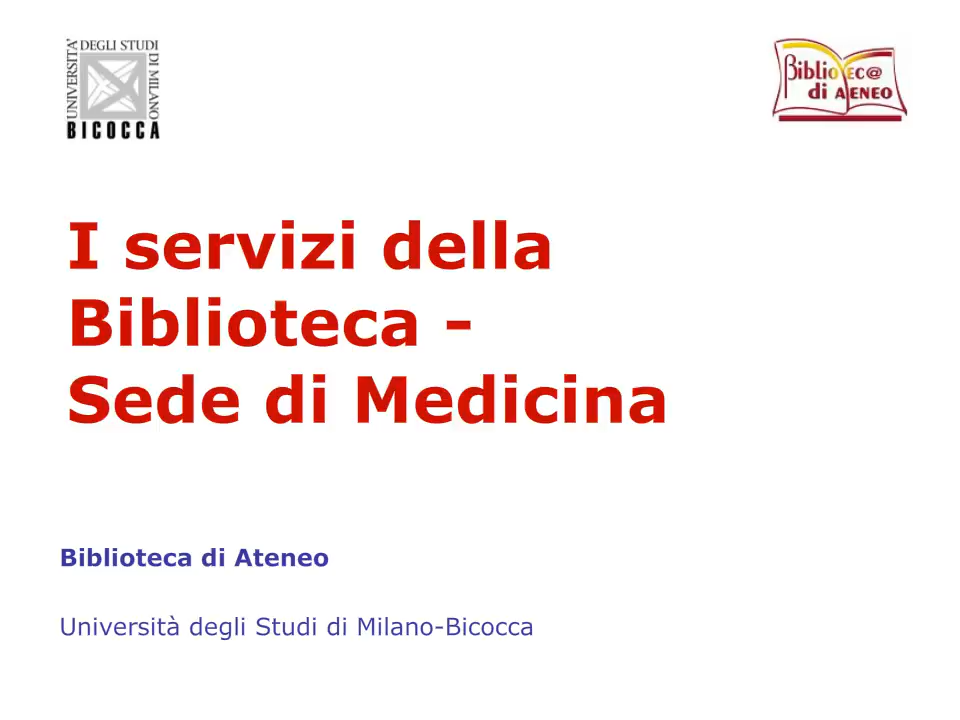 UNIVERSITA' DEGLI STUDI DI MILANO
BICOCCA
Bibliotec@
di ATENEO
I servizi della
Biblioteca -
Sede di Medicina
Biblioteca di Ateneo
Università degli Studi di Milano-Bicocca